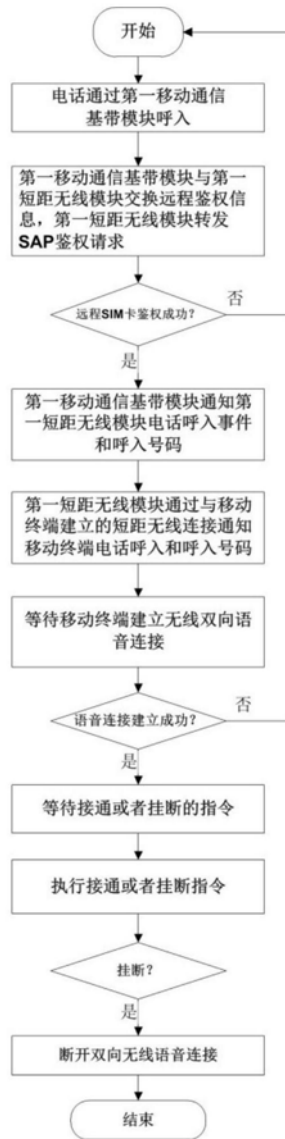 开始
电话通过第一移动通信
基带模块呼入
第一移动通信基带模块与第一
短距无线模块交换远程鉴权信
息，第一短距无线模块转发
SAP鉴权请求
远程SIM卡鉴权成功？
否
是
第一移动通信基带模块通知第
一短距无线模块电话呼入事件
和呼入号码
第一短距无线模块通过与移动
终端建立的短距无线连接通知
移动终端电话呼入和呼入号码
等待移动终端建立无线双向语
音连接
语音连接建立成功？
否
是
等待接通或者挂断的指令
执行接通或者挂断指令
挂断？
是
断开双向无线语音连接
结束